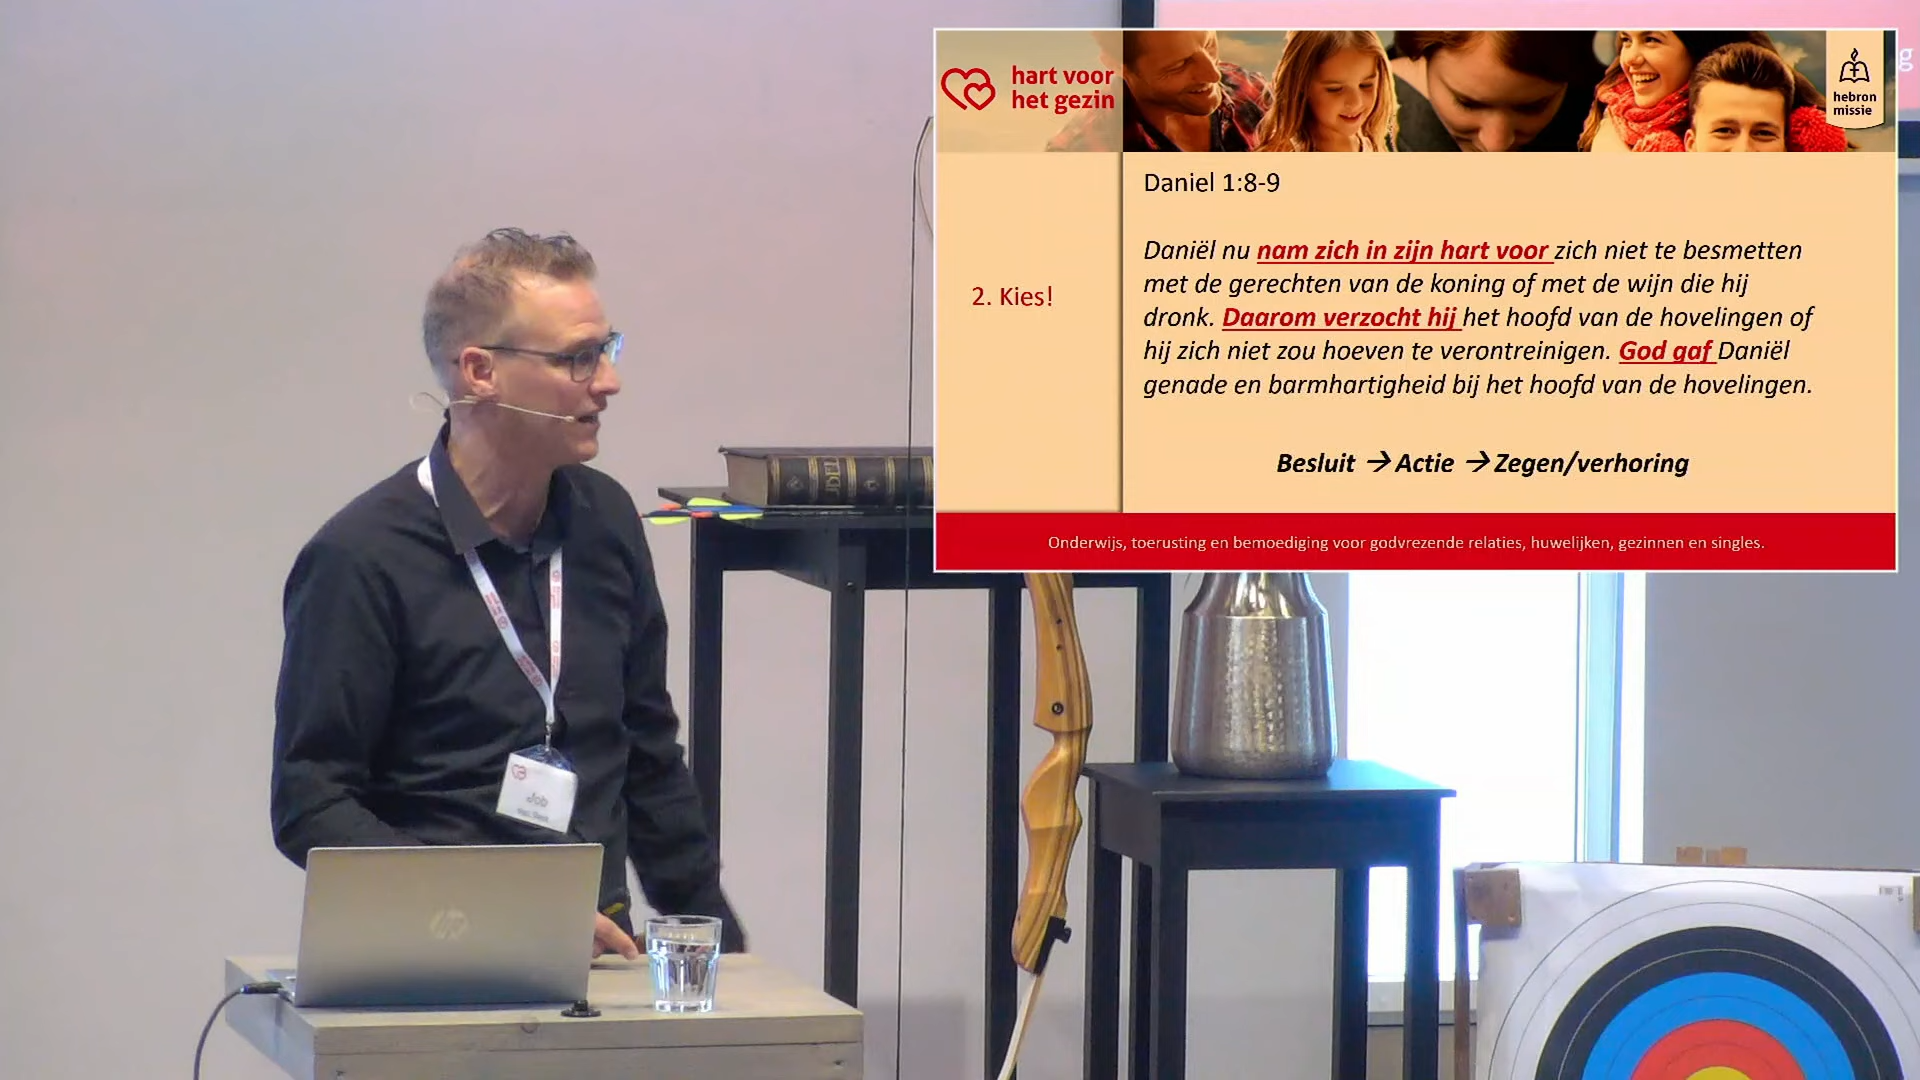 hart voor
het gezin
hebron
missie
g
Daniel 1:8-9
Daniël nu nam zich in zijn hart voor zich niet te besmetten
met de gerechten van de koning of met de wijn die hij
dronk. Daarom verzocht hij het hoofd van de hovelingen of
hij zich niet zou hoeven te verontreinigen. God gaf Daniël
genade en barmhartigheid bij het hoofd van de hovelingen.
2. Kies!
Besluit → Actie → Zegen/verhoring
Onderwijs, toerusting en bemoediging voor godvrezende relaties, huwelijken, gezinnen en singles.
Job
hp